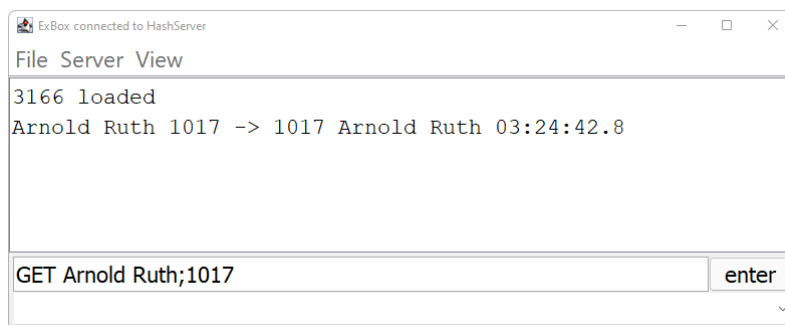 ExBox connected to HashServer
File Server View
3166 loaded
Arnold Ruth 1017 -> 1017 Arnold Ruth 03:24:42.8
GET Arnold Ruth;1017
enter